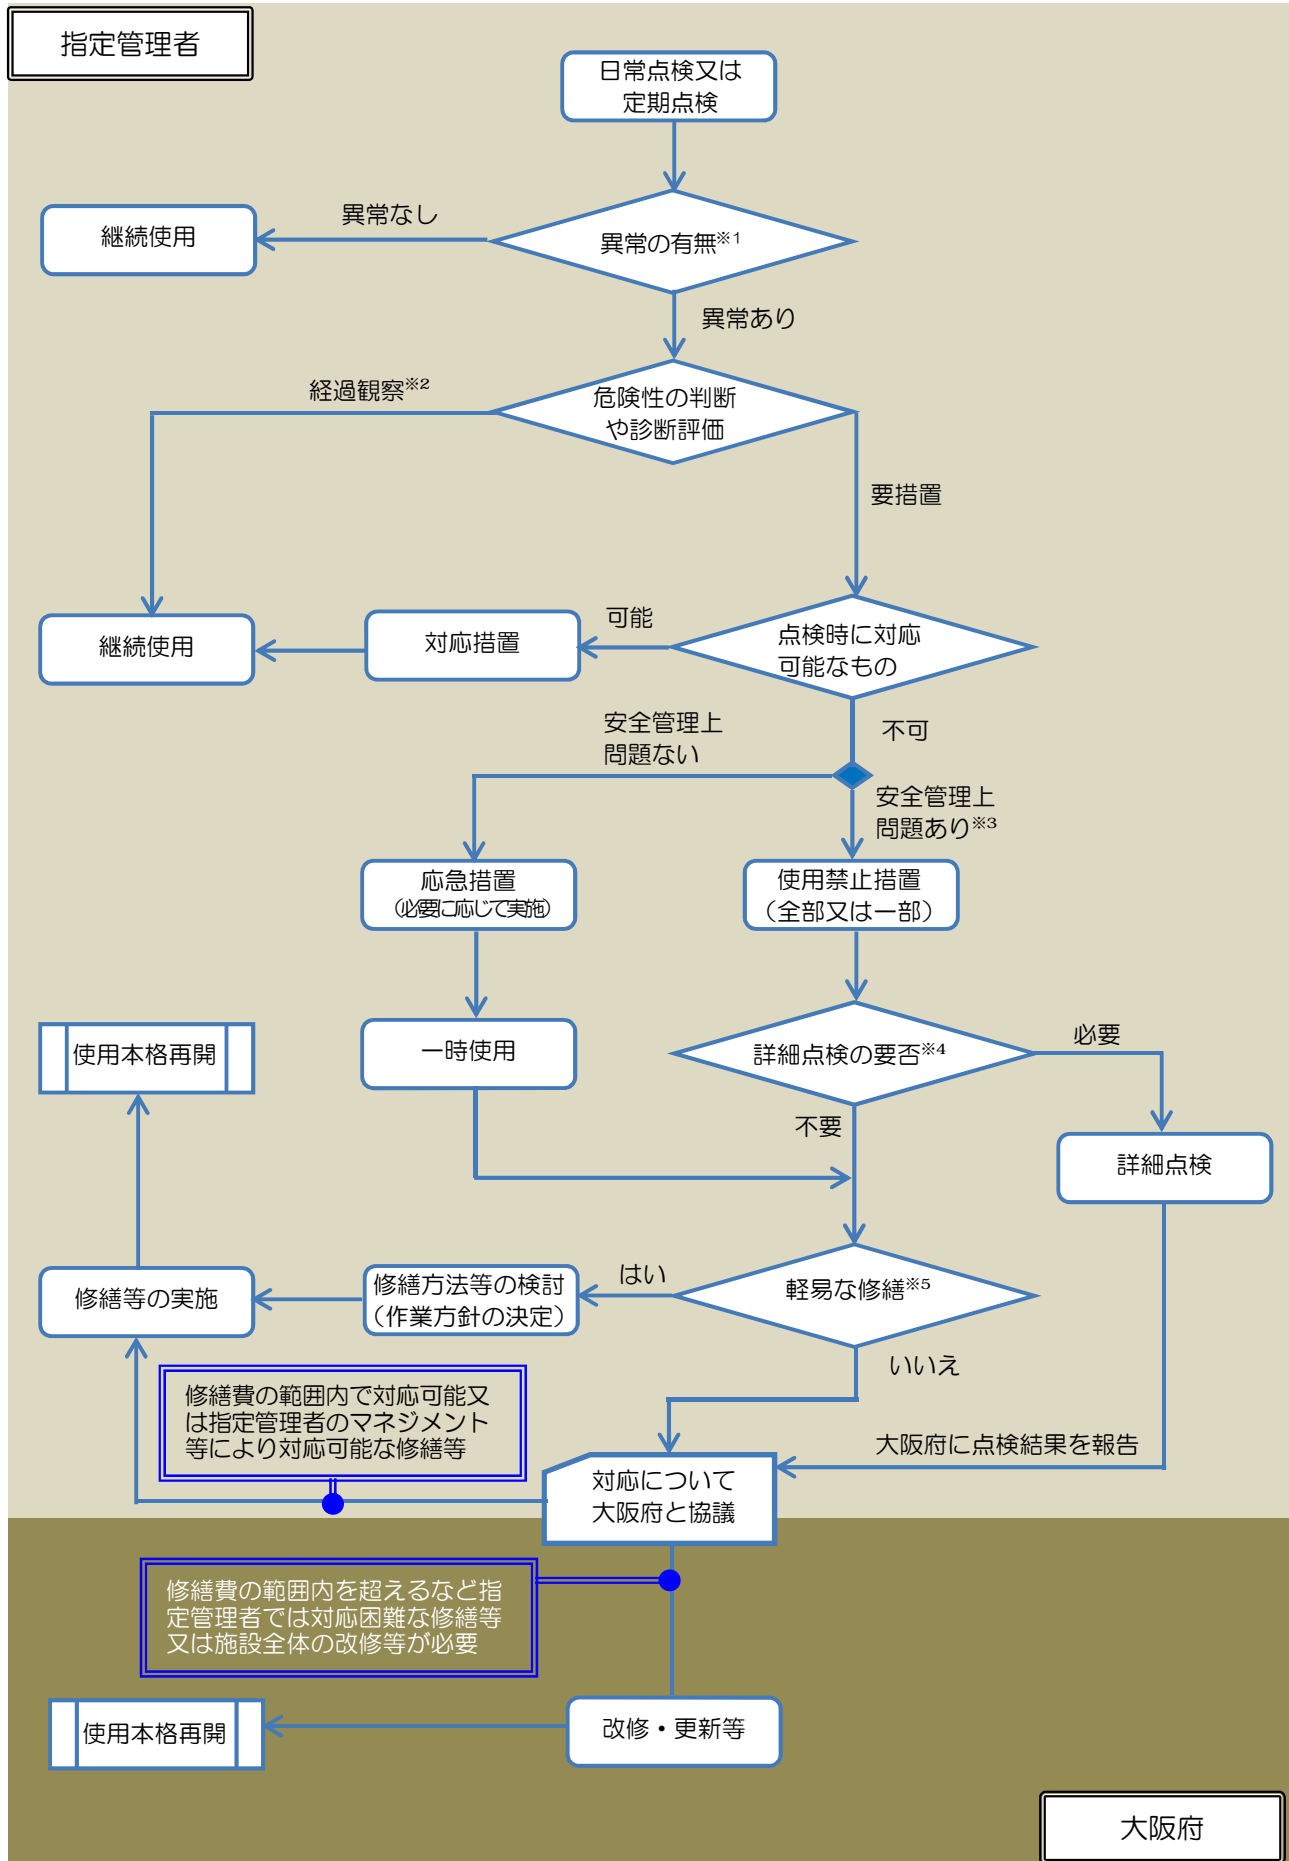 指定管理者
日常点検又は
定期点検
異常なし
継続使用
異常の有無※1
異常あり
経過観察※2
危険性の判断
や診断評価
要措置
可能
継続使用
対応措置
点検時に対応
可能なもの
安全管理上
問題ない
不可
安全管理上
問題あり※3
応急措置
（必要に応じて実施）
使用禁止措置
（全部又は一部）
使用本格再開
一時使用
詳細点検の要否※4
必要
不要
詳細点検
修繕等の実施
修繕方法等の検討
（作業方針の決定）
はい
軽易な修繕※5
いいえ
修繕費の範囲内で対応可能又
は指定管理者のマネジメント
等により対応可能な修繕等
大阪府に点検結果を報告
対応について
大阪府と協議
修繕費の範囲内を超えるなど指
定管理者では対応困難な修繕等
又は施設全体の改修等が必要
使用本格再開
改修・更新等
大阪府